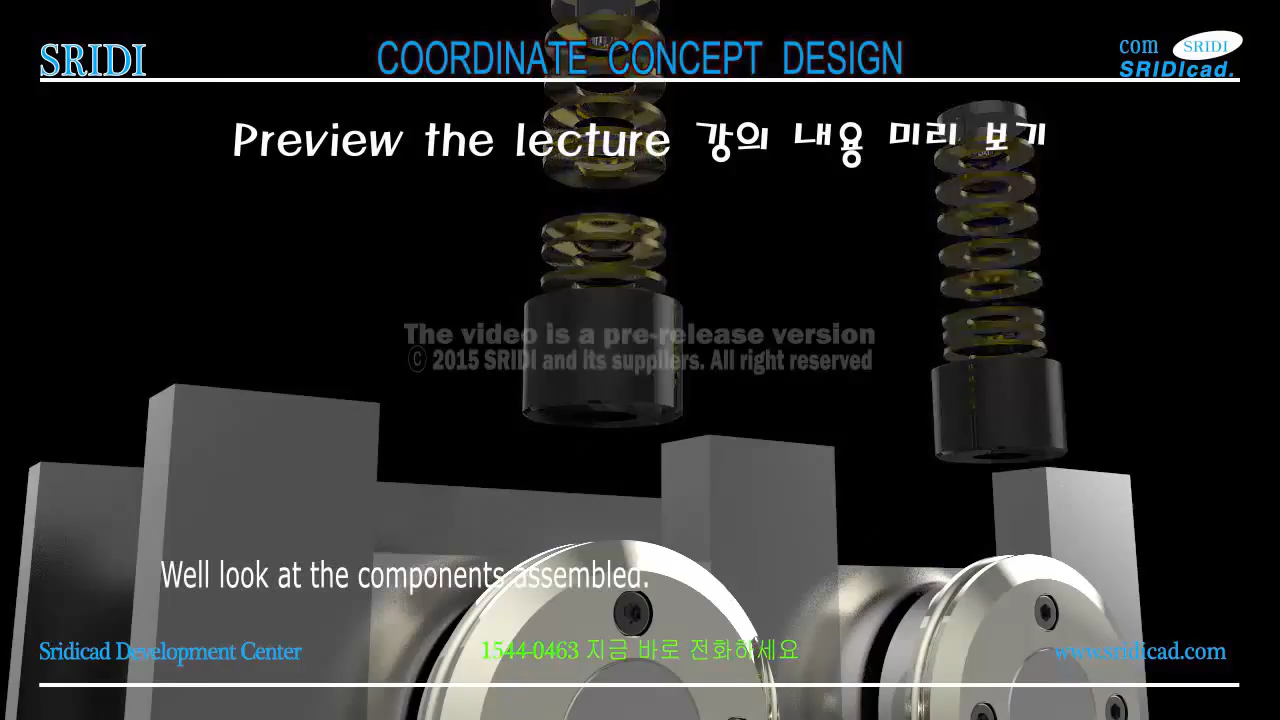 SRIDI
COORDINATE CONCEPT DESIGN
com SRIDI
SRIDIcad.
Preview the lecture 강의 내용 미리 보기
The video is a pre-release version
© 2015 SRIDI and its suppliers. All right reserved
Well look at the components assembled.
Sridicad Development Center
1544-0463 지금 바로 전화하세요
www.sridicad.com